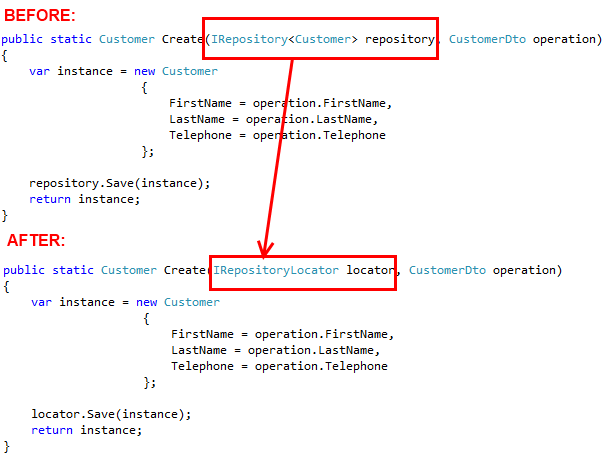 BEFORE:
public static Customer Create(IRepository<Customer> repository, CustomerDto operation)
{
    var instance = new Customer
                    {
                        FirstName = operation.FirstName,
                        LastName = operation.LastName,
                        Telephone = operation.Telephone
                    };
    repository.Save(instance);
    return instance;
}
AFTER:
public static Customer Create(IRepositoryLocator locator, CustomerDto operation)
{
    var instance = new Customer
                    {
                        FirstName = operation.FirstName,
                        LastName = operation.LastName,
                        Telephone = operation.Telephone
                    };
    locator.Save(instance);
    return instance;
}